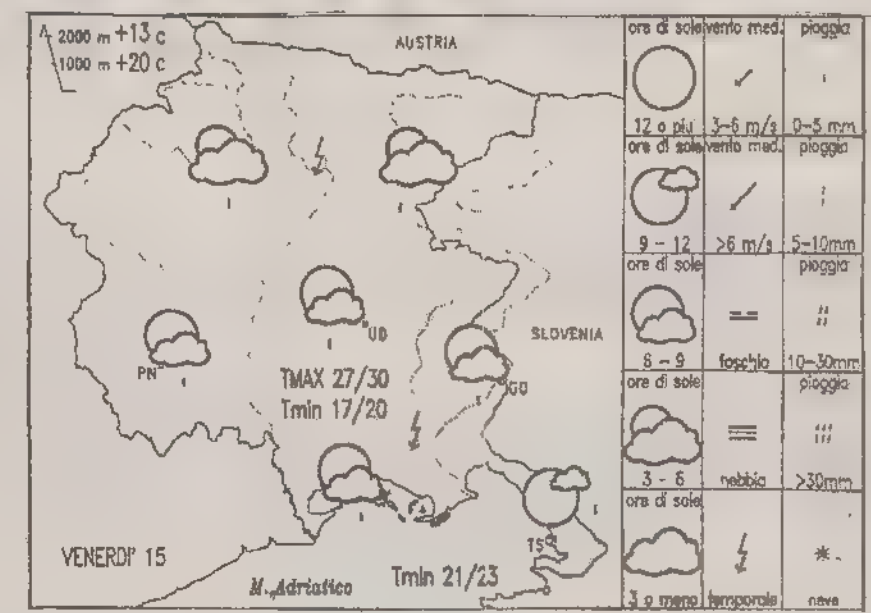 2000 m +13 c
1000 m +20 c
AUSTRIA
UD
SLOVENIA
PN
GO
TMAX 27/30
Tmin 17/20
TS
VENERDI' 15
M. Adriatico
Tmin 21/23
ore di sole vento med. pioggia
12 o piu' 3-6 m/s 0-5 mm
ore di sole vento med. pioggia
9 - 12 >6 m/s 5-10mm
ore di sole pioggia
6 - 9 foschia 10-30mm
ore di sole pioggia
3 - 6 nebbia >30mm
ore di sole
3 o meno temporale neve